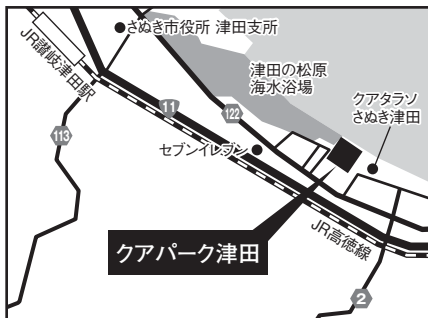 さぬき市役所 津田支所
JR讃岐津田駅
津田の松原
海水浴場
クアタラソ
さぬき津田
11
122
113
セブンイレブン
クアパーク津田
JR高徳線
2